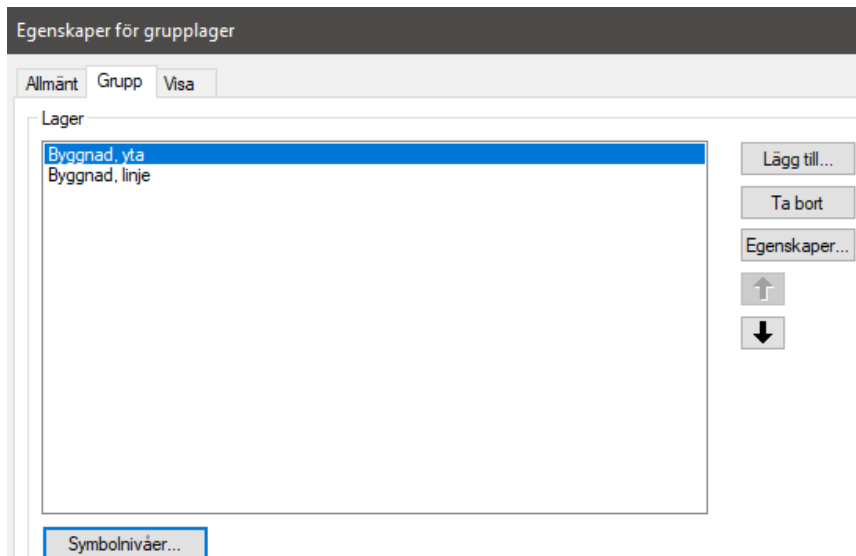 Egenskaper för grupplager
Allmänt Grupp Visa
Lager
Byggnad, yta
Byggnad, linje
Lägg till...
Ta bort
Egenskaper...
Symbolnivåer...